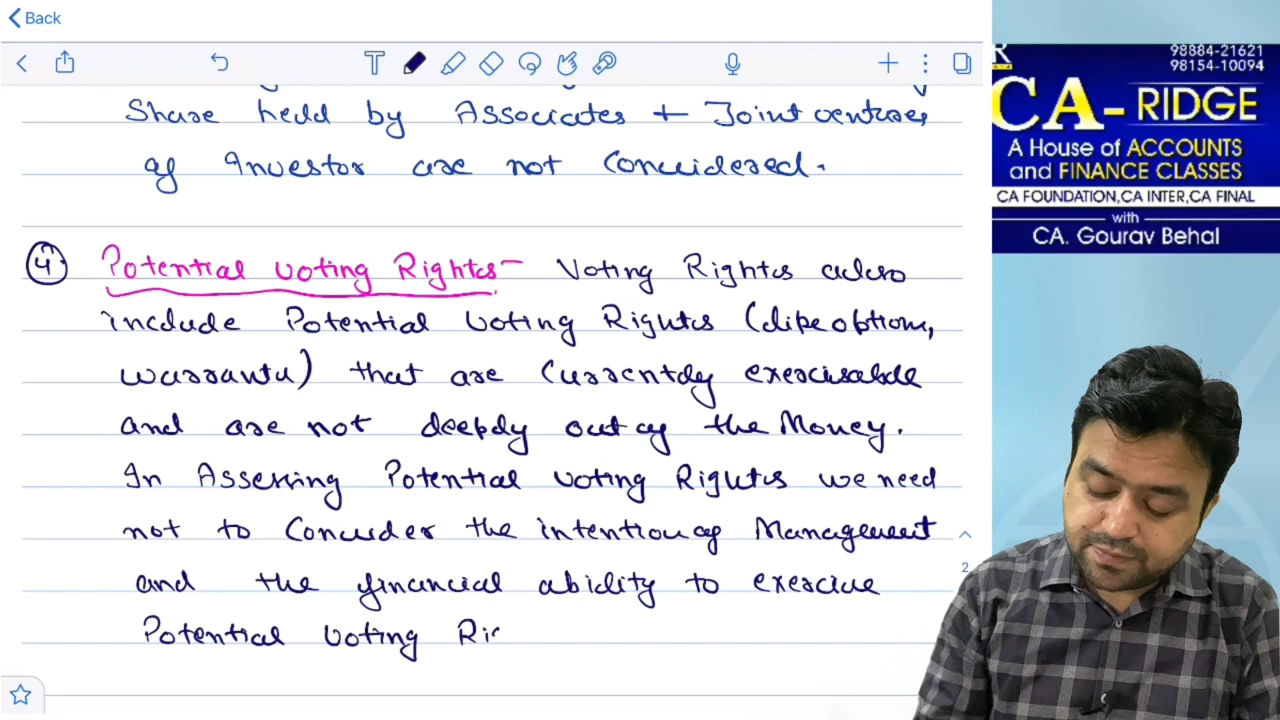 Back
Share held by Associates + Joint ventures
of Investor are not Considered.
4. Potential Voting Rights - Voting Rights also
include Potential Voting Rights (like options,
warrants) that are Currently exercisable
and are not deeply out of the Money.
In Assessing Potential Voting Rights we need
not to Consider the intention of Management
and the financial ability to exercise
Potential Voting Ri
2
R
98884-21621
98154-10094
CA-RIDGE
A House of ACCOUNTS
and FINANCE CLASSES
CA FOUNDATION,CA INTER,CA FINAL
with
CA. Gourav Behal